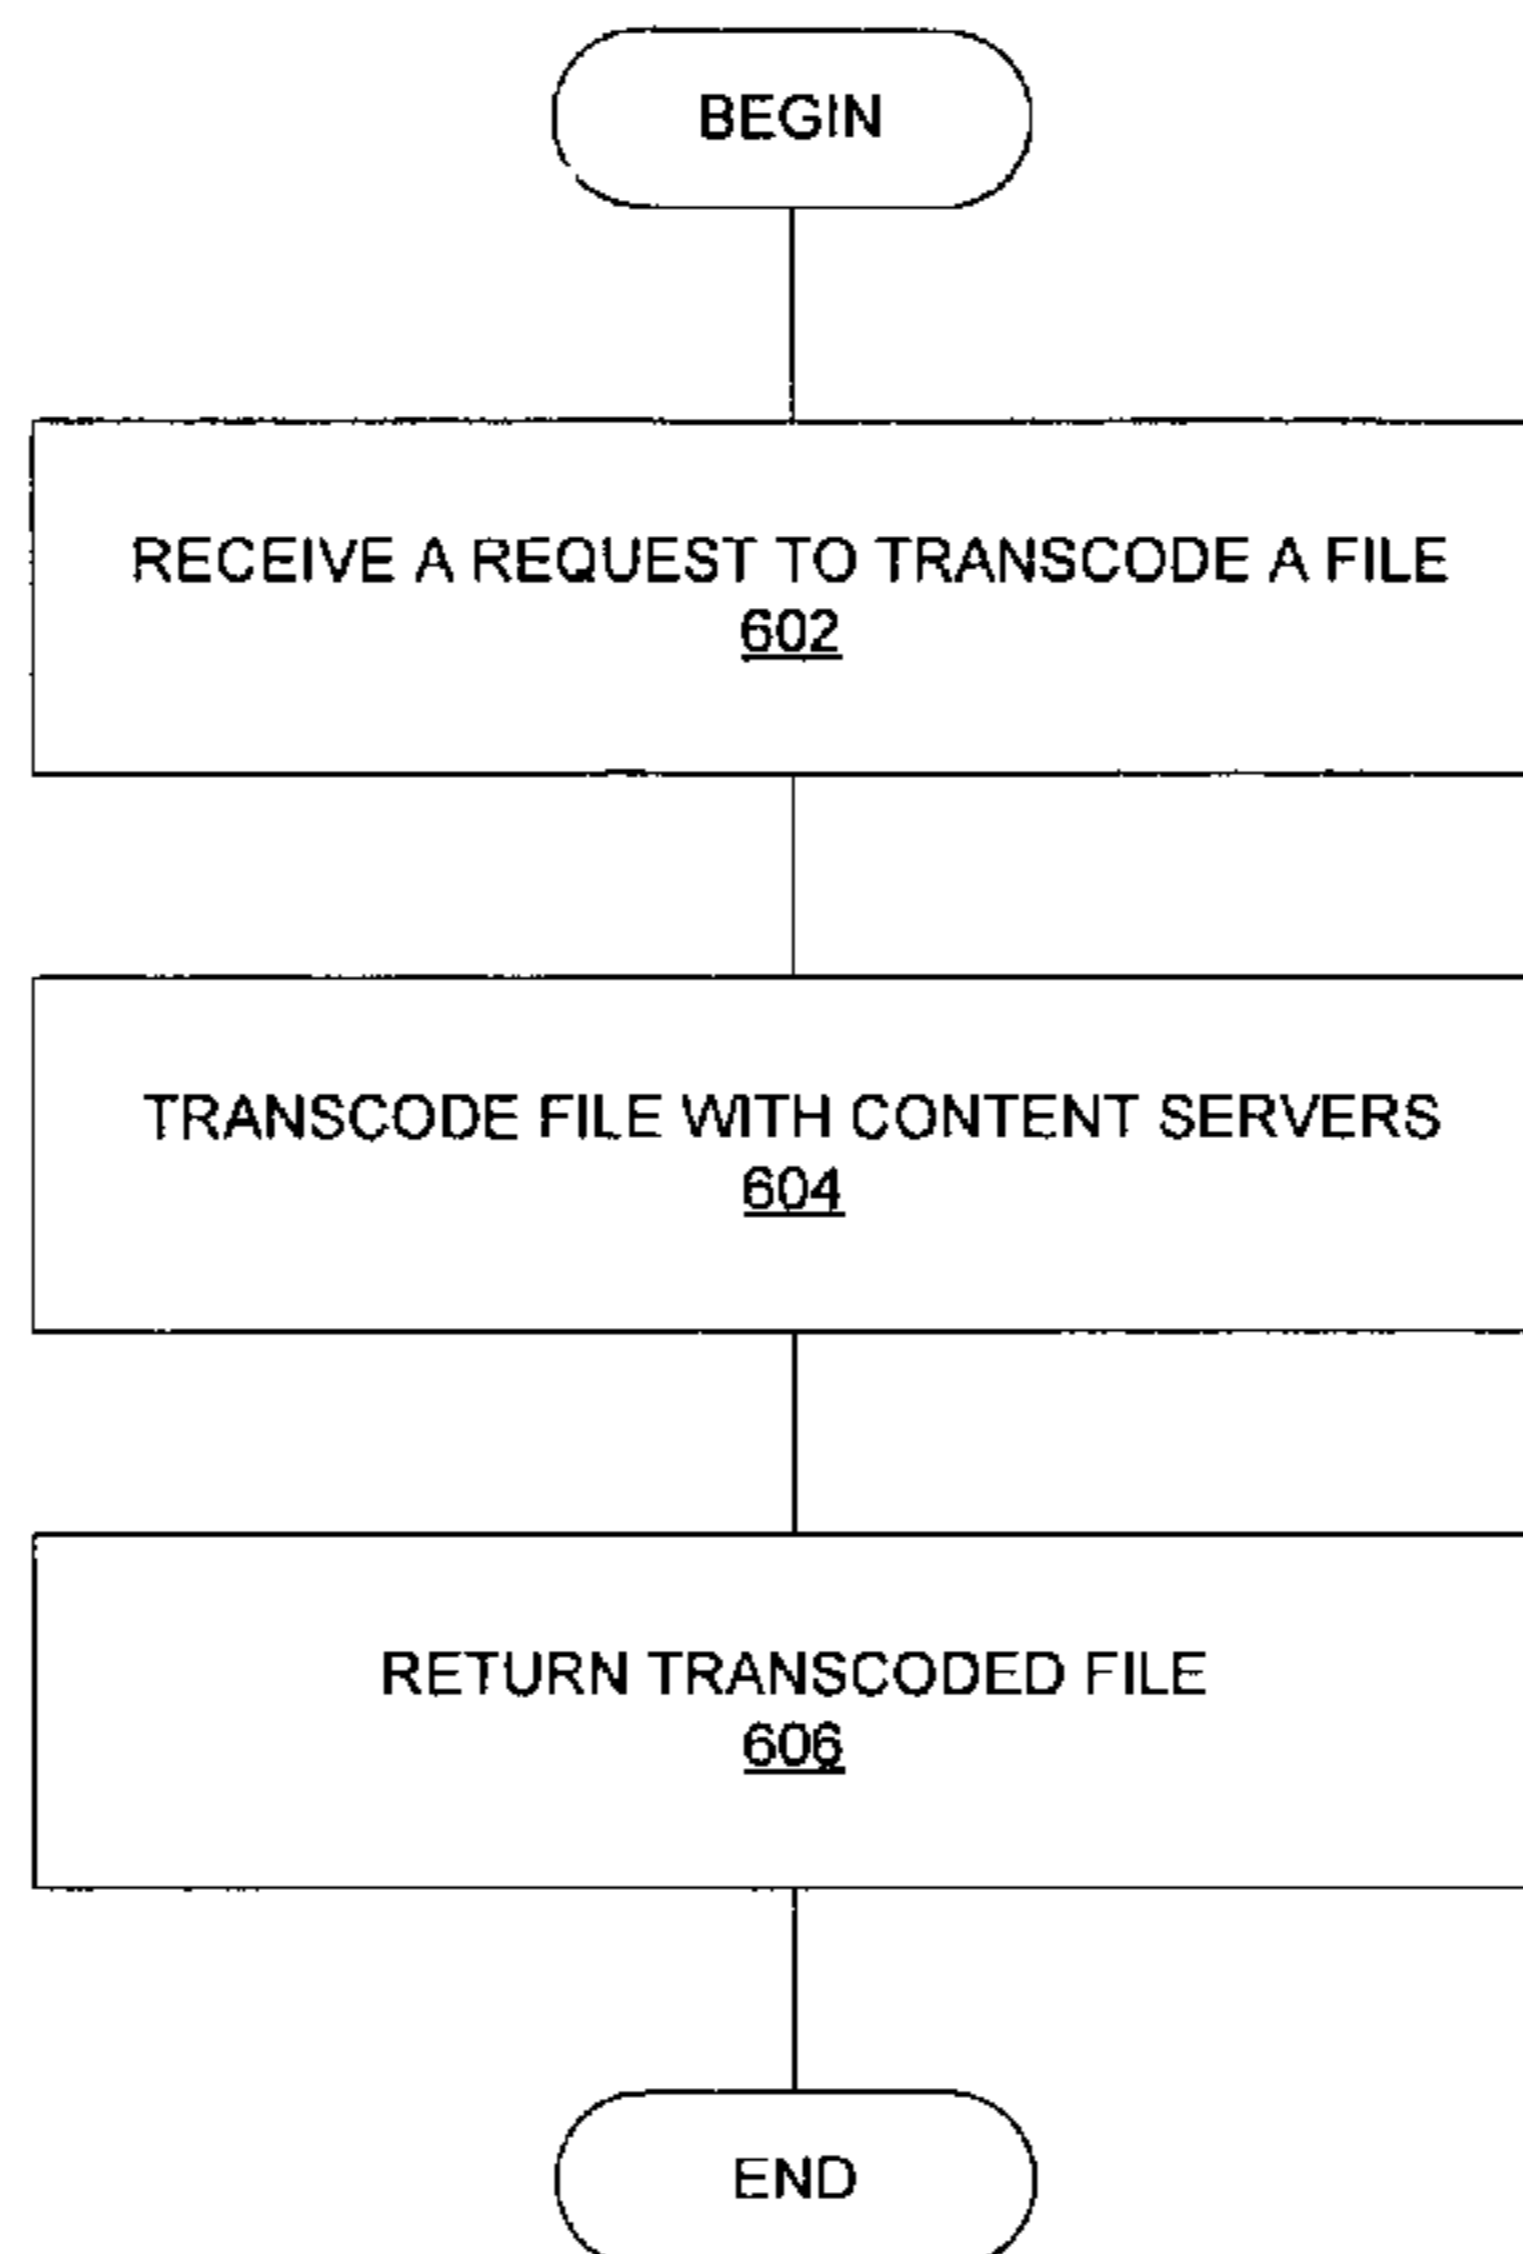 BEGIN
RECEIVE A REQUEST TO TRANSCODE A FILE
602
TRANSCODE FILE WITH CONTENT SERVERS
604
RETURN TRANSCODED FILE
606
END